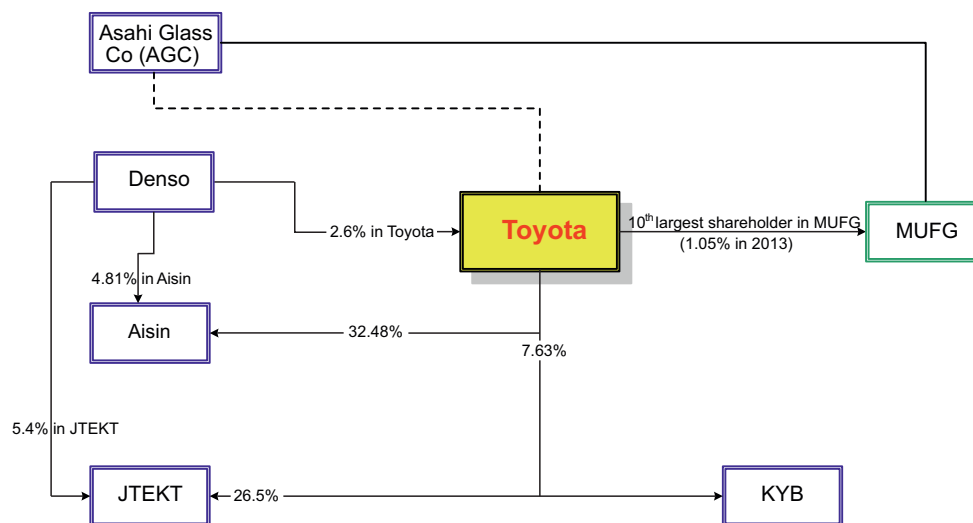 Asahi Glass
Co (AGC)
Denso
2.6% in Toyota
Toyota
10th largest shareholder in MUFG
(1.05% in 2013)
MUFG
4.81% in Aisin
Aisin
32.48%
7.63%
5.4% in JTEKT
JTEKT
26.5%
KYB